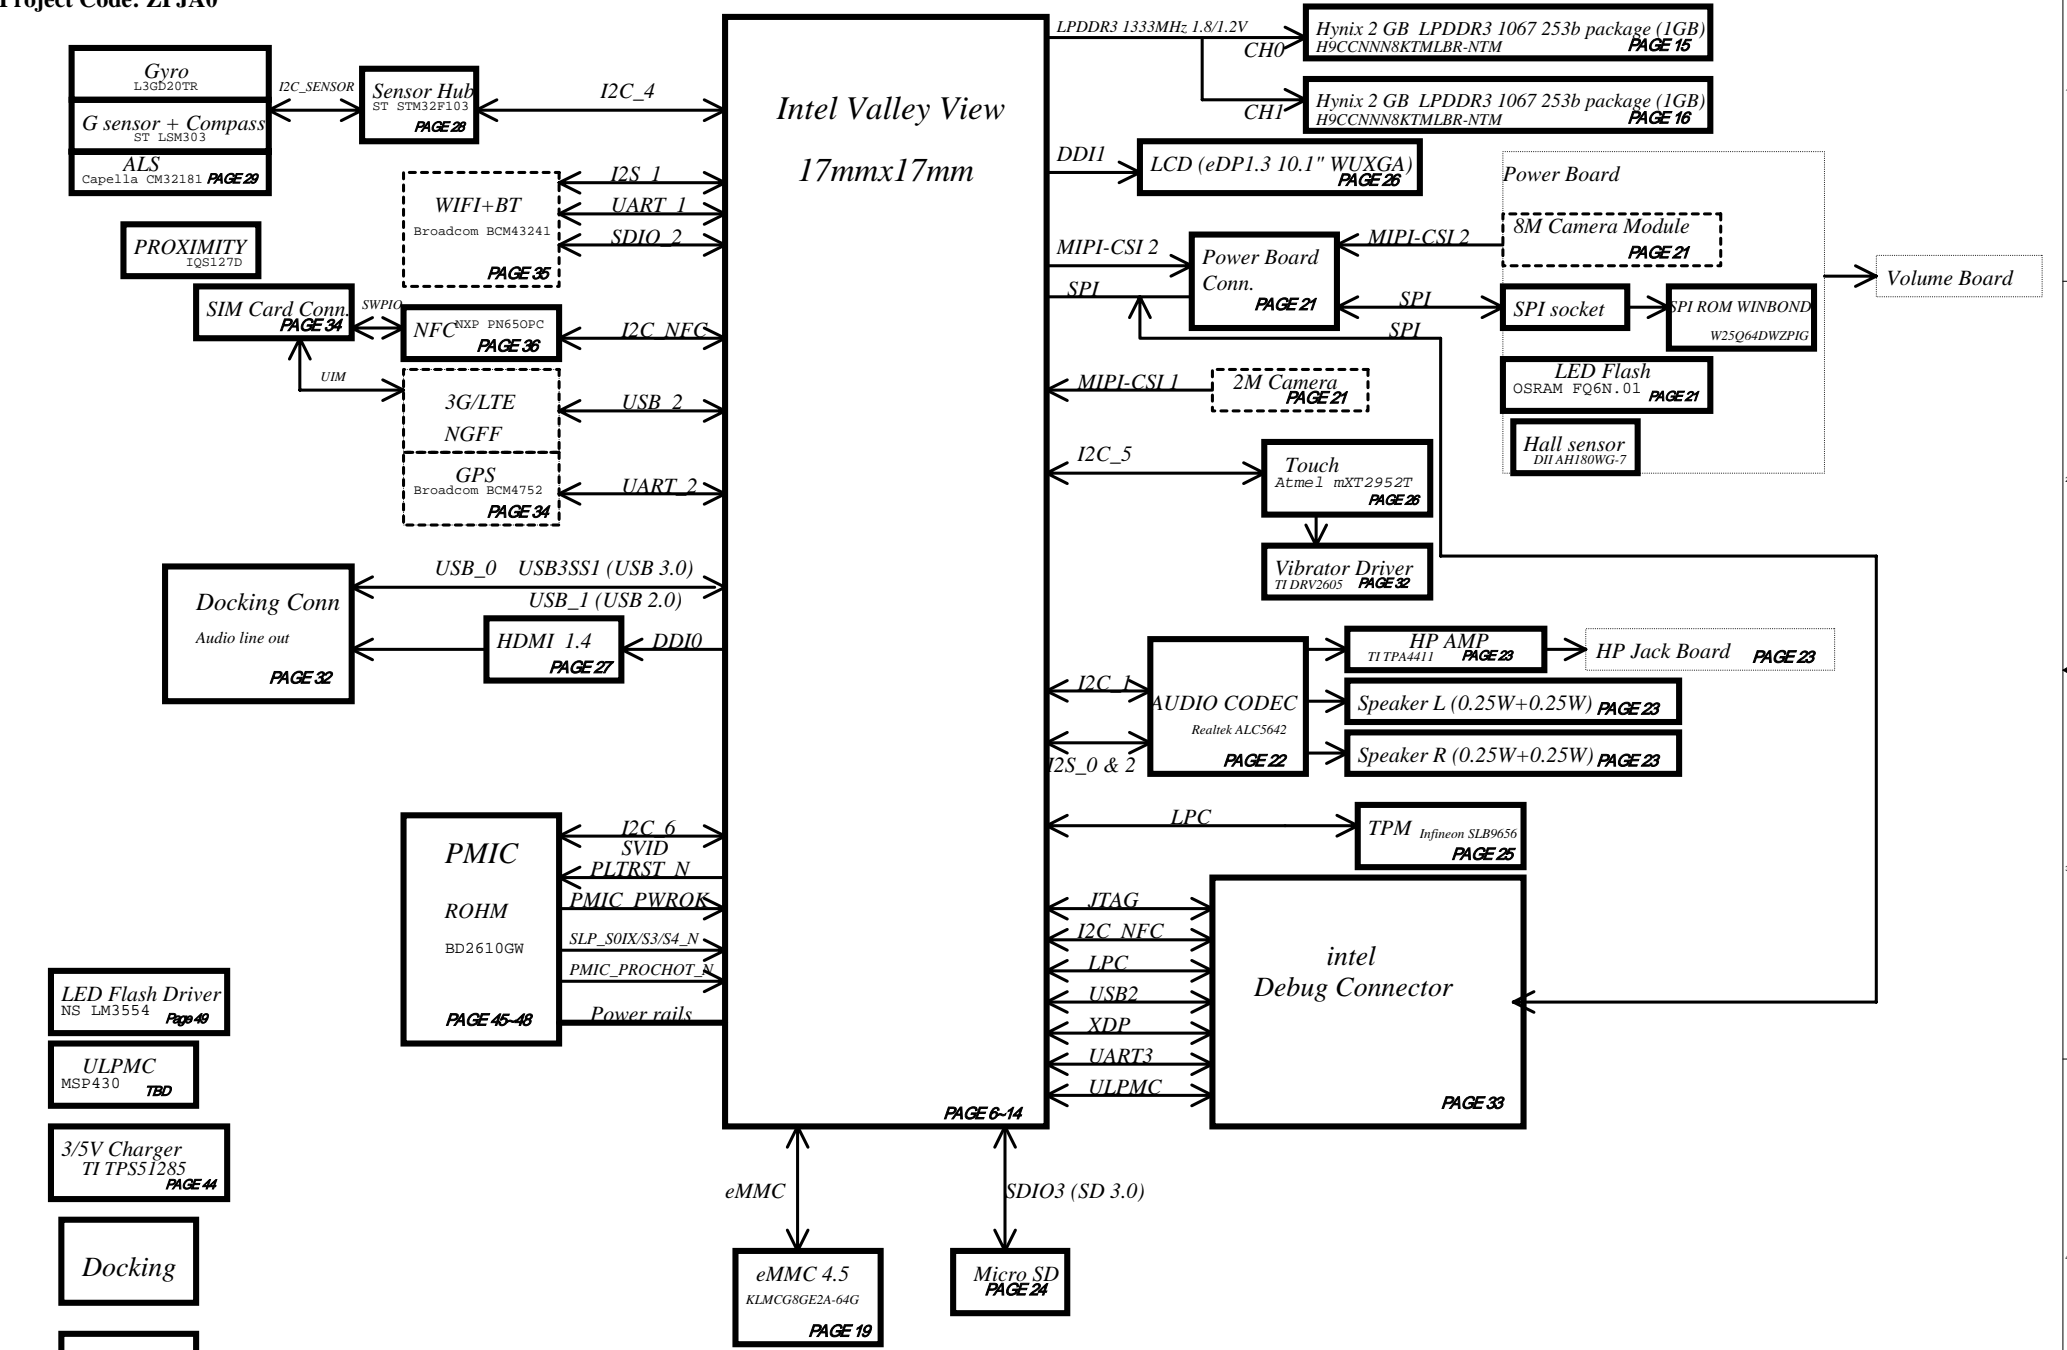 Project Code: ZPJA0
Gyro
L3GD20TR
G sensor + Compass
ST LSM303
ALS
Capella CM32181 PAGE 29
I2C_SENSOR
Sensor Hub
ST STM32F103
PAGE 28
I2C_4
WIFI+BT
Broadcom BCM43241
PAGE 35
I2S_1
UART_1
SDIO_2
PROXIMITY
IQS127D
SIM Card Conn.
PAGE 34
SWPIO
NFC NXP PN65OPC
PAGE 36
I2C_NFC
UIM
3G/LTE
NGFF
USB_2
GPS
Broadcom BCM4752
PAGE 34
UART_2
Docking Conn
Audio line out
PAGE 32
USB_0 USB3SS1 (USB 3.0)
USB_1 (USB 2.0)
HDMI 1.4
PAGE 27
DDI0
PMIC
ROHM
BD2610GW
PAGE 45~48
I2C_6
SVID
PLTRST_N
PMIC_PWROK
SLP_S0IX/S3/S4_N
PMIC_PROCHOT_N
Power rails
LED Flash Driver
NS LM3554 Page 49
ULPMC
MSP430 TBD
3/5V Charger
TI TPS51285
PAGE 44
Docking
Intel Valley View
17mmx17mm
PAGE 6~14
eMMC
eMMC 4.5
KLMCG8GE2A-64G
PAGE 19
SDIO3 (SD 3.0)
Micro SD
PAGE 24
LPDDR3 1333MHz 1.8/1.2V
CH0
Hynix 2 GB LPDDR3 1067 253b package (1GB)
H9CCNNN8KTMLBR-NTM PAGE 15
CH1
Hynix 2 GB LPDDR3 1067 253b package (1GB)
H9CCNNN8KTMLBR-NTM PAGE 16
DDI1
LCD (eDP1.3 10.1" WUXGA)
PAGE 26
Power Board
MIPI-CSI 2
Power Board
Conn.
PAGE 21
MIPI-CSI 2
8M Camera Module
PAGE 21
Volume Board
SPI
SPI
SPI socket
SPI ROM WINBOND
W25Q64DWZPIG
SPI
LED Flash
OSRAM FQ6N.01 PAGE 21
Hall sensor
DII AH180WG-7
MIPI-CSI 1
2M Camera
PAGE 21
I2C_5
Touch
Atmel mXT2952T
PAGE 26
Vibrator Driver
TI DRV2605 PAGE 32
I2C_1
I2S_0 & 2
AUDIO CODEC
Realtek ALC5642
PAGE 22
HP AMP
TI TPA4411 PAGE 23
HP Jack Board PAGE 23
Speaker L (0.25W+0.25W) PAGE 23
Speaker R (0.25W+0.25W) PAGE 23
LPC
TPM Infineon SLB9656
PAGE 25
JTAG
I2C_NFC
LPC
USB2
XDP
UART3
ULPMC
intel
Debug Connector
PAGE 33